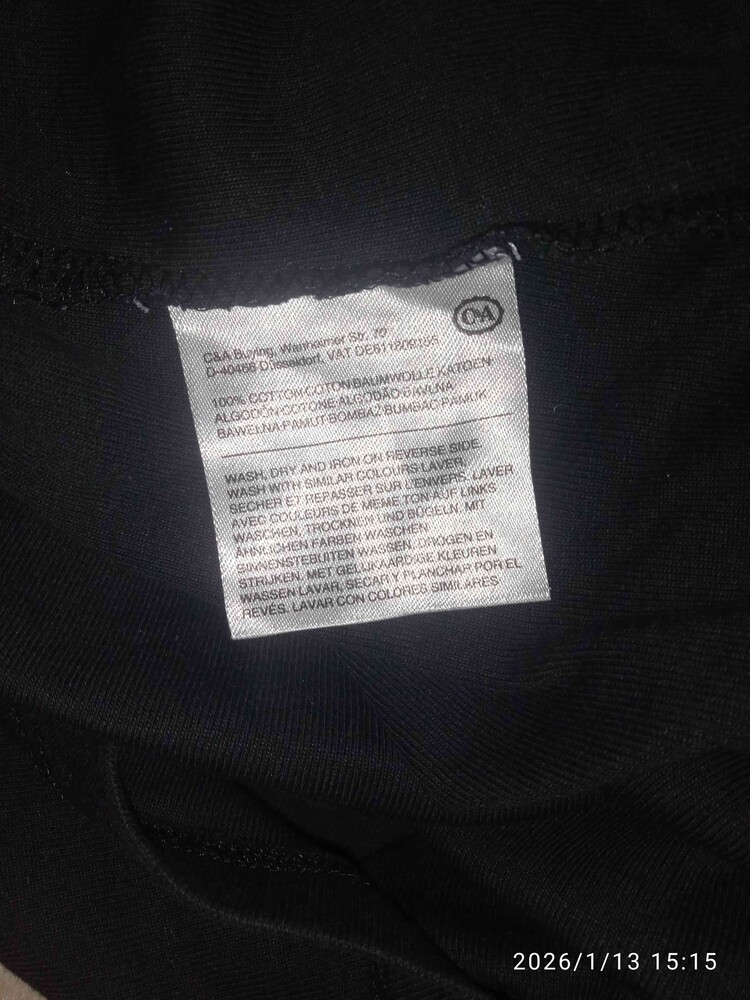 C&A
C&A Buying, Wanheimer Str. 70
D-40468 Düsseldorf, VAT DE811809155
100% COTTON·COTON·BAUMWOLLE·KATOEN·
ALGODÓN·COTONE·ALGODÃO·BAVLNA
BAWEŁNA·PAMUT·BOMBAŽ·BUMBAC·PAMUK
WASH, DRY AND IRON ON REVERSE SIDE.
WASH WITH SIMILAR COLOURS LAVER,
SECHER ET REPASSER SUR L'ENVERS. LAVER
AVEC COULEURS DE MEME TON AUF LINKS
WASCHEN, TROCKNEN UND BÜGELN. MIT
ÄHNLICHEN FARBEN WASCHEN
BINNENSTEBUITEN WASSEN, DROGEN EN
STRIJKEN. MET GELIJKAARDIGE KLEUREN
WASSEN LAVAR, SECAR Y PLANCHAR POR EL
REVÉS. LAVAR CON COLORES SIMILARES
2026/1/13 15:15